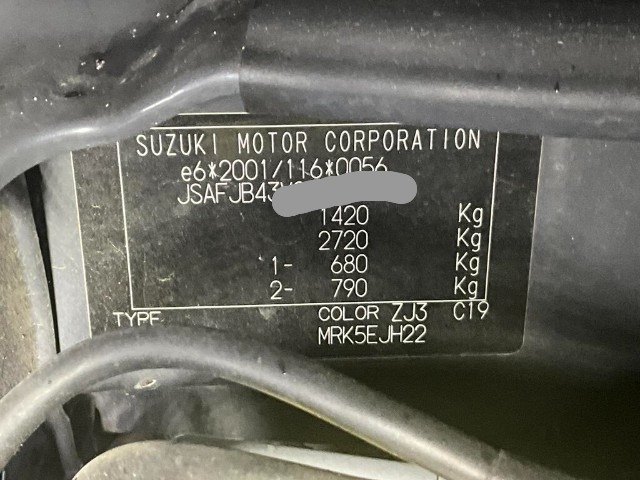 SUZUKI MOTOR CORPORATION
e6*2001/116*0056
JSAFJB43V
1420 Kg
2720 Kg
1- 680 Kg
2- 790 Kg
TYPE COLOR ZJ3 C19
MRK5EJH22